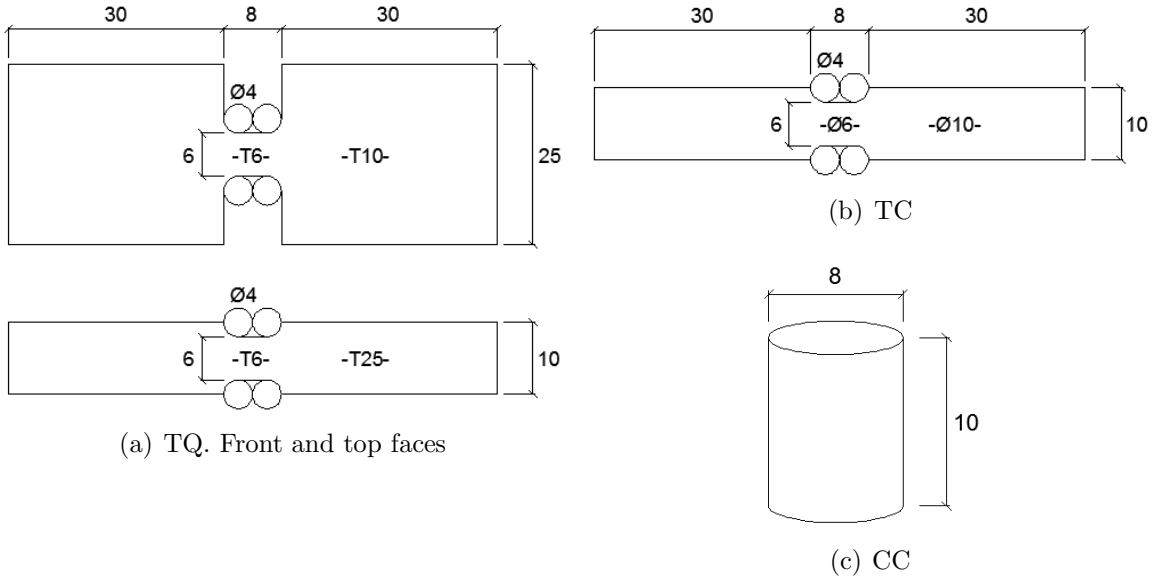 30 8 30
Ø4
6 -T6- -T10- 25
Ø4
6 -T6- -T25- 10
(a) TQ. Front and top faces
30 8 30
Ø4
6 -Ø6- -Ø10- 10
(b) TC
8
10
(c) CC